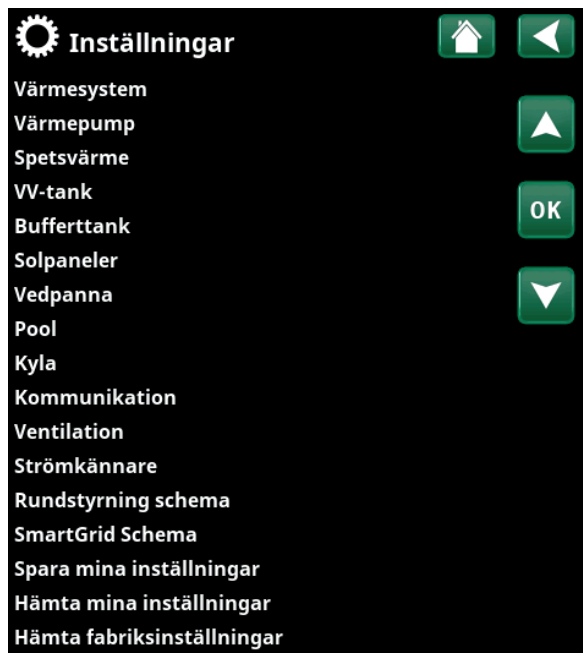 Inställningar
Värmesystem
Värmepump
Spetsvärme
VV-tank
OK
Bufferttank
Solpaneler
Vedpanna
Pool
Kyla
Kommunikation
Ventilation
Strömkännare
Rundstyrning schema
SmartGrid Schema
Spara mina inställningar
Hämta mina inställningar
Hämta fabriksinställningar